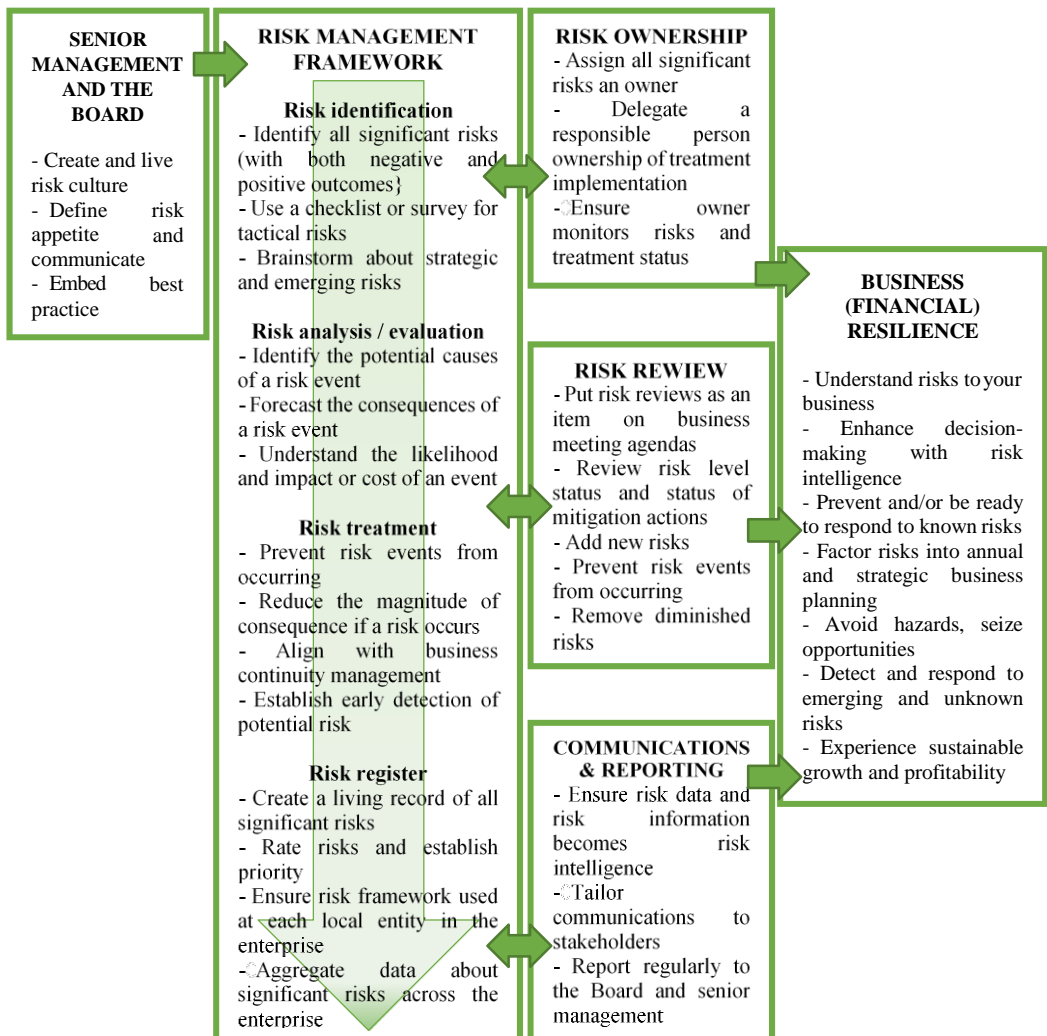 SENIOR
MANAGEMENT
AND THE
BOARD
- Create and live
risk culture
- Define risk
appetite and
communicate
- Embed best
practice
RISK MANAGEMENT
FRAMEWORK
Risk identification
- Identify all significant risks
(with both negative and
positive outcomes}
- Use a checklist or survey for
tactical risks
- Brainstorm about strategic
and emerging risks
Risk analysis / evaluation
- Identify the potential causes
of a risk event
- Forecast the consequences of
a risk event
- Understand the likelihood
and impact or cost of an event
Risk treatment
- Prevent risk events from
occurring
- Reduce the magnitude of
consequence if a risk occurs
- Align with business
continuity management
- Establish early detection of
potential risk
Risk register
- Create a living record of all
significant risks
- Rate risks and establish
priority
- Ensure risk framework used
at each local entity in the
enterprise
- Aggregate data about
significant risks across the
enterprise
RISK OWNERSHIP
- Assign all significant
risks an owner
- Delegate a
responsible person
ownership of treatment
implementation
- Ensure owner
monitors risks and
treatment status
RISK REWIEW
- Put risk reviews as an
item on business
meeting agendas
- Review risk level
status and status of
mitigation actions
- Add new risks
- Prevent risk events
from occurring
- Remove diminished
risks
COMMUNICATIONS
& REPORTING
- Ensure risk data and
risk information
becomes risk
intelligence
- Tailor
communications to
stakeholders
- Report regularly to
the Board and senior
management
BUSINESS
(FINANCIAL)
RESILIENCE
- Understand risks to your
business
- Enhance decision-
making with risk
intelligence
- Prevent and/or be ready
to respond to known risks
- Factor risks into annual
and strategic business
planning
- Avoid hazards, seize
opportunities
- Detect and respond to
emerging and unknown
risks
- Experience sustainable
growth and profitability